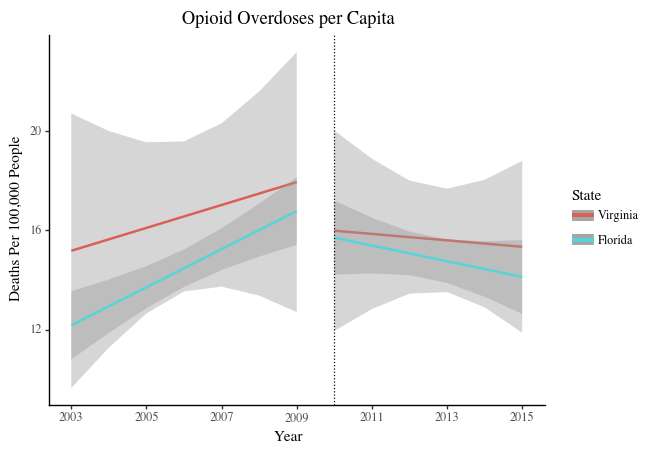 Opioid Overdoses per Capita
Deaths Per 100,000 People
20
16
12
2003 2005 2007 2009 2011 2013 2015
Year
State
Virginia
Florida